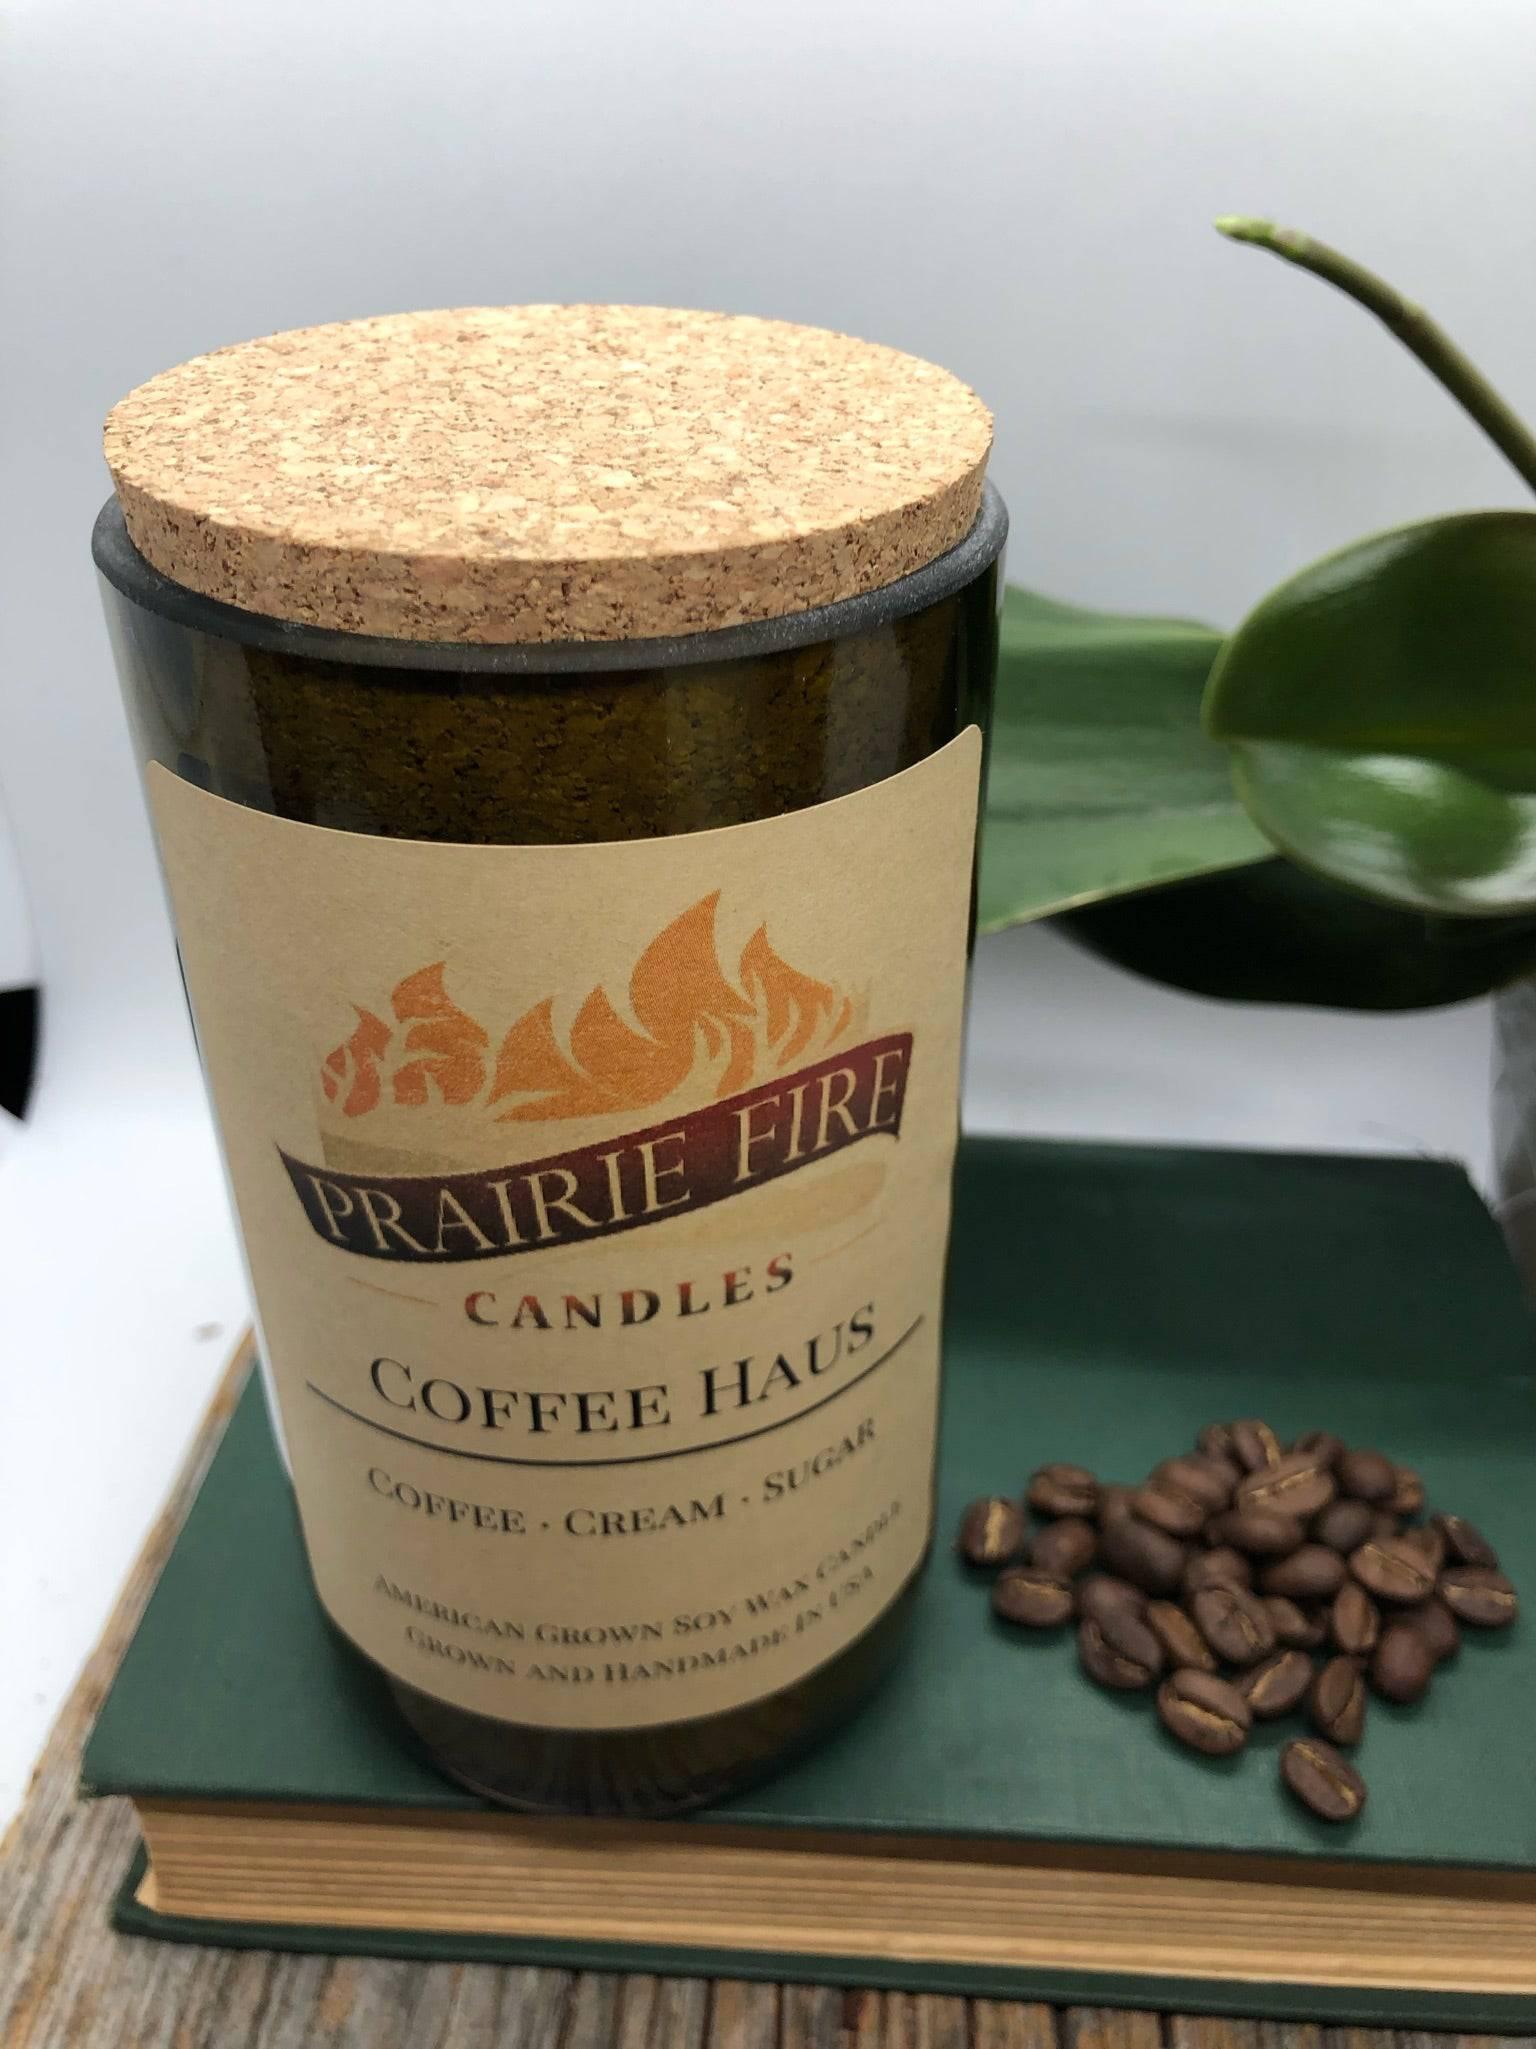 PRAIRIE FIRE
CANDLES
COFFEE HAUS
COFFEE · CREAM · SUGAR
AMERICAN GROWN SOY WAX CANDLE
GROWN AND HANDMADE IN USA